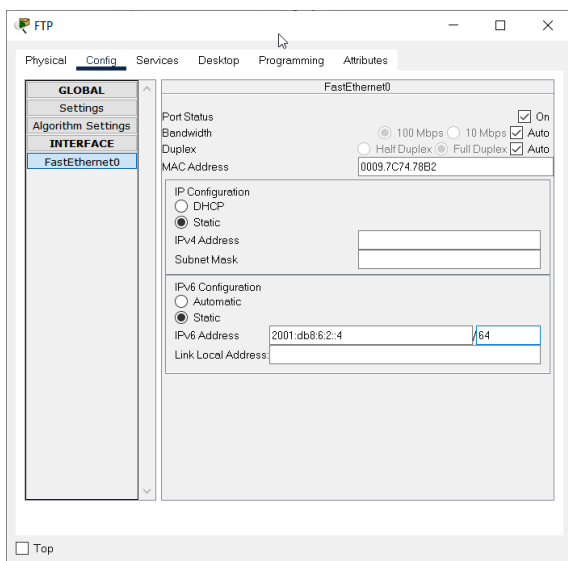 FTP
Physical Config Services Desktop Programming Attributes
GLOBAL
Settings
Algorithm Settings
INTERFACE
FastEthernet0
FastEthernet0
Port Status On
Bandwidth 100 Mbps 10 Mbps Auto
Duplex Half Duplex Full Duplex Auto
MAC Address 0009.7C74.78B2
IP Configuration
DHCP
Static
IPv4 Address
Subnet Mask
IPv6 Configuration
Automatic
Static
IPv6 Address 2001:db8:6:2::4 / 64
Link Local Address:
Top